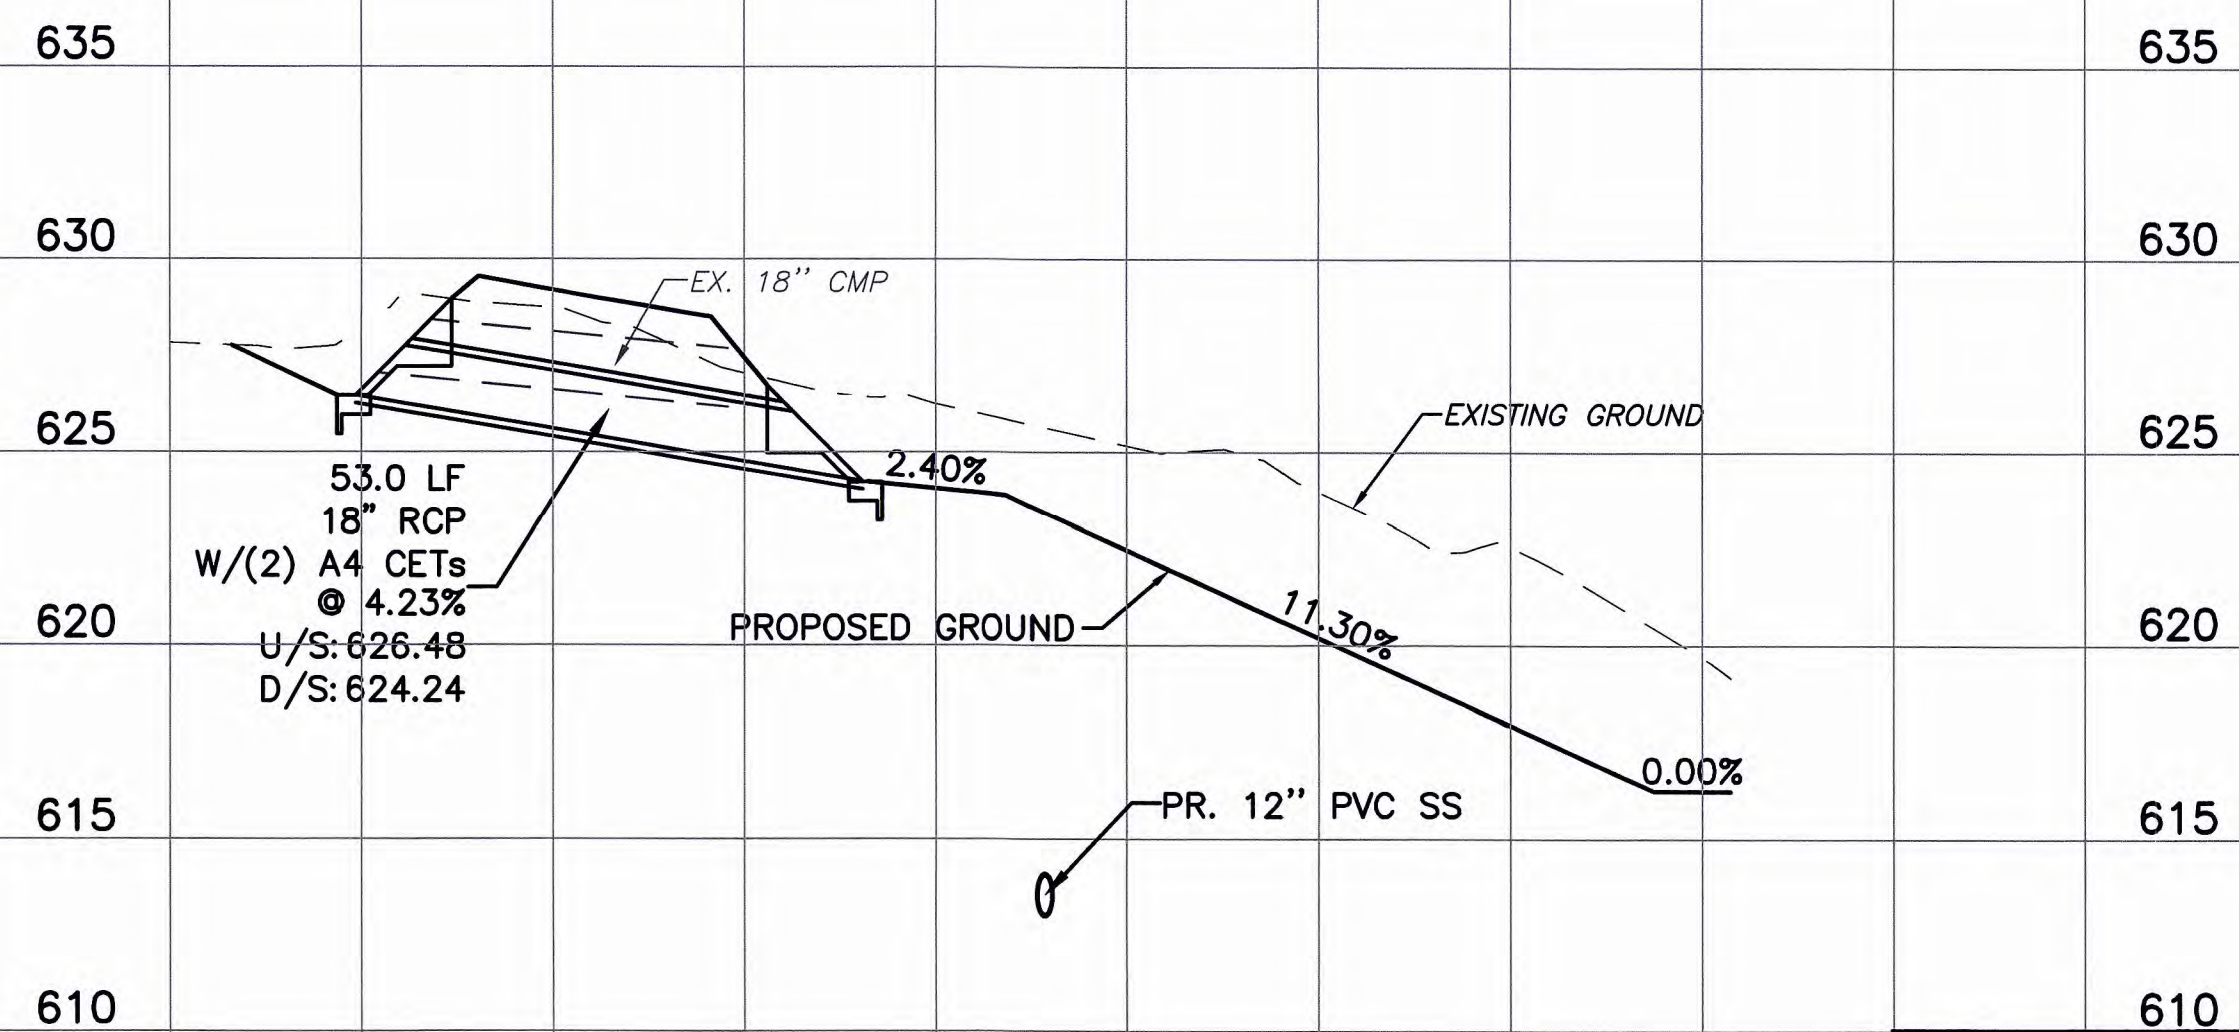 635
635
630
630
EX. 18" CMP
625
625
EXISTING GROUND
2.40%
53.0 LF
18" RCP
W/(2) A4 CETs
@ 4.23%
U/S: 626.48
D/S: 624.24
620
620
PROPOSED GROUND
11.30%
0.00%
615
615
PR. 12" PVC SS
610
610